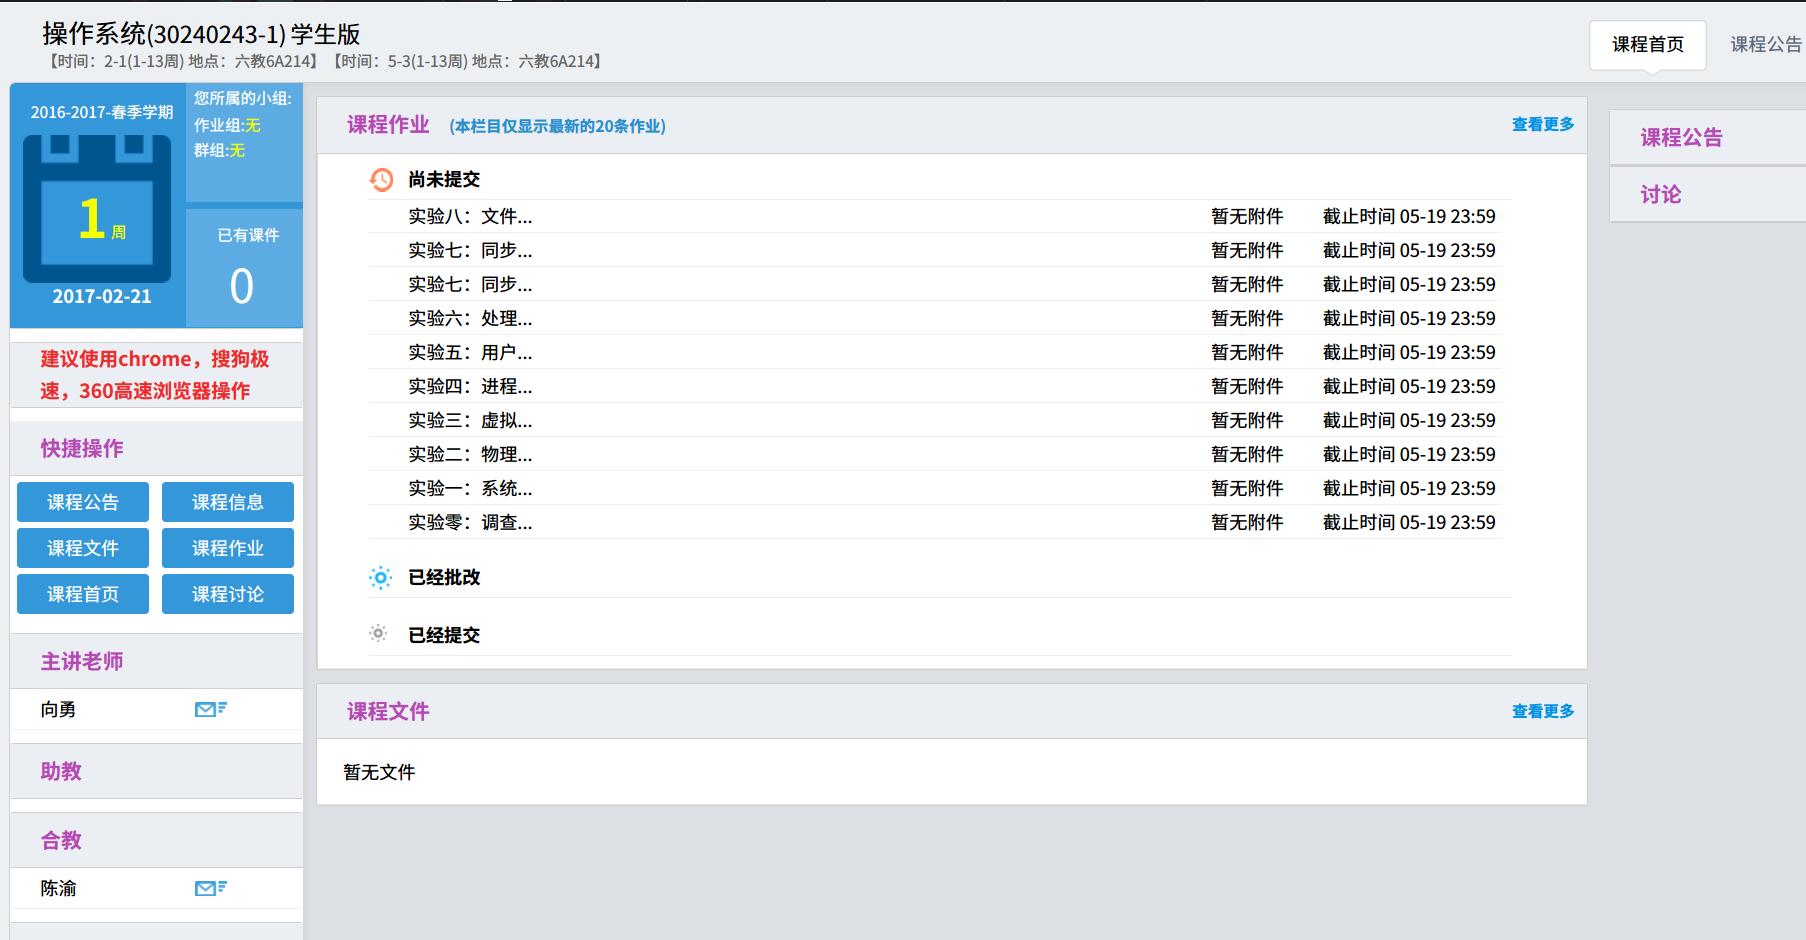 操作系统(30240243-1) 学生版
【时间：2-1(1-13周) 地点：六教6A214】 【时间：5-3(1-13周) 地点：六教6A214】
课程首页
课程公告
2016-2017-春季学期
1 周
2017-02-21
您所属的小组:
作业组:无
群组:无
已有课件
0
建议使用chrome，搜狗极
速，360高速浏览器操作
快捷操作
课程公告 课程信息
课程文件 课程作业
课程首页 课程讨论
主讲老师
向勇
助教
合教
陈渝
课程作业 (本栏目仅显示最新的20条作业) 查看更多
尚未提交
实验八：文件... 暂无附件 截止时间 05-19 23:59
实验七：同步... 暂无附件 截止时间 05-19 23:59
实验七：同步... 暂无附件 截止时间 05-19 23:59
实验六：处理... 暂无附件 截止时间 05-19 23:59
实验五：用户... 暂无附件 截止时间 05-19 23:59
实验四：进程... 暂无附件 截止时间 05-19 23:59
实验三：虚拟... 暂无附件 截止时间 05-19 23:59
实验二：物理... 暂无附件 截止时间 05-19 23:59
实验一：系统... 暂无附件 截止时间 05-19 23:59
实验零：调查... 暂无附件 截止时间 05-19 23:59
已经批改
已经提交
课程文件 查看更多
暂无文件
课程公告
讨论